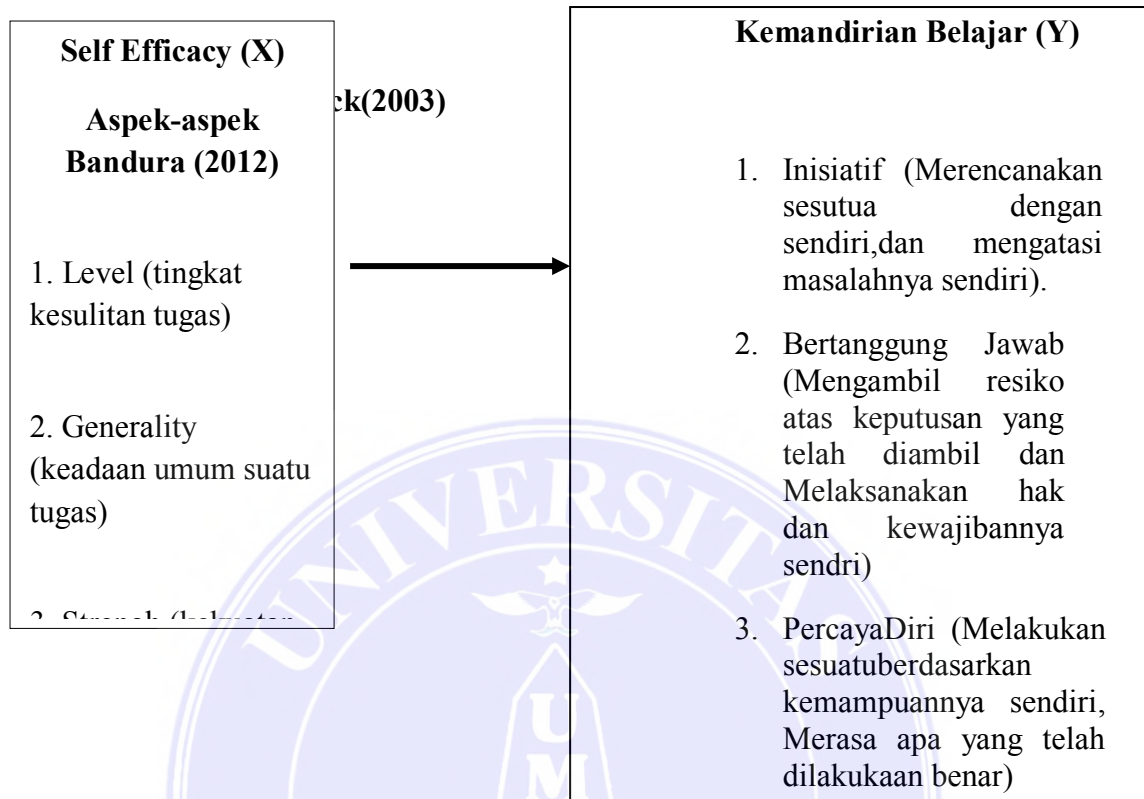 Self Efficacy (X)
Aspek-aspek
Bandura (2012)
1. Level (tingkat
kesulitan tugas)
2. Generality
(keadaan umum suatu
tugas)
ck(2003)
Kemandirian Belajar (Y)
1. Inisiatif (Merencanakan
sesutua dengan
sendiri,dan mengatasi
masalahnya sendiri).
2. Bertanggung Jawab
(Mengambil resiko
atas keputusan yang
telah diambil dan
Melaksanakan hak
dan kewajibannya
sendri)
3. PercayaDiri (Melakukan
sesuatuberdasarkan
kemampuannya sendiri,
Merasa apa yang telah
dilakukaan benar)
UNIVERSITAS
U
M